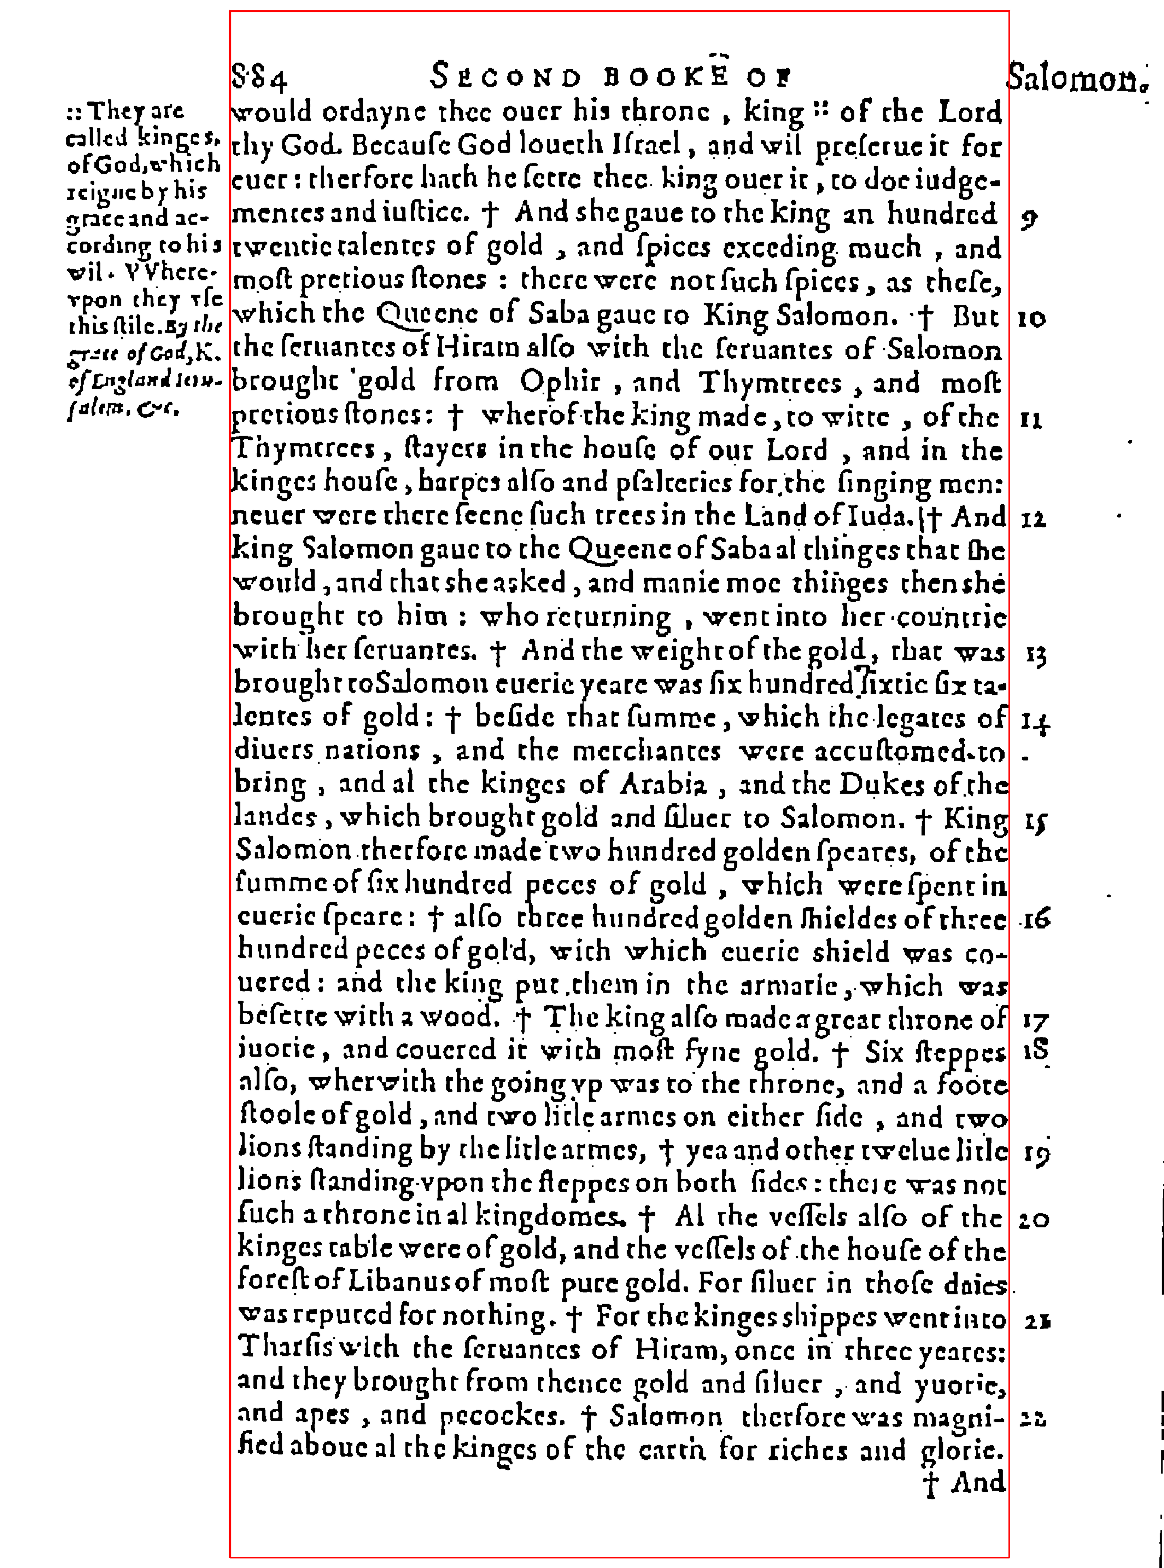 884 SECOND BOOKE OF Salomon.
would ordayne thee ouer his throne , king :: of the Lord
thy God. Becauſe God loueth Iſrael , and wil preſerue it for
euer : therfore hath he ſette thee king ouer it , to doe iudge-
mentes and iuſtice. † And she gaue to the king an hundred 9
twentie talentes of gold , and ſpices exceding much , and
moſt pretious ſtones : there were not ſuch ſpices , as theſe,
which the Queene of Saba gaue to King Salomon. † But 10
the ſeruantes of Hiram alſo with the ſeruantes of Salomon
brought gold from Ophir , and Thymtrees , and moſt
pretious ſtones : † wherof the king made , to witte , of the 11
Thymtrees , ſtayers in the houſe of our Lord , and in the
kinges houſe , harpes alſo and pſalteries for the ſinging men:
neuer were there ſeene ſuch trees in the Land of Iuda. † And 12
king Salomon gaue to the Queene of Saba al thinges that ſhe
would , and that she asked , and manie moe thinges then she
brought to him : who returning , went into her countrie
with her ſeruantes. † And the weight of the gold , that was 13
brought to Salomon euerie yeare was ſix hundred ſixtie ſix ta-
lentes of gold : † beſide that ſumme , which the legates of 14
diuers nations , and the merchantes were accuſtomed to
bring , and al the kinges of Arabia , and the Dukes of the
landes , which brought gold and ſiluer to Salomon. † King 15
Salomon therfore made two hundred golden ſpeares, of the
ſumme of ſix hundred peces of gold , which were ſpent in
euerie ſpeare : † alſo three hundred golden ſhieldes of three 16
hundred peces of gold, with which euerie shield was co-
uered : and the king put them in the armarie , which was
beſette with a wood. † The king alſo made a great throne of 17
iuorie , and couered it with moſt fyne gold. † Six ſteppes 18
alſo, wherwith the going vp was to the throne, and a foote
ſtoole of gold , and two litle armes on either ſide , and two
lions ſtanding by the litle armes, † yea and other twelue litle 19
lions ſtanding vpon the ſteppes on both ſides : there was not
ſuch a throne in al kingdomes. † Al the veſſels alſo of the 20
kinges table were of gold, and the veſſels of the houſe of the
foreſt of Libanus of moſt pure gold. For ſiluer in thoſe daies
was reputed for nothing. † For the kinges shippes went into 21
Tharſis with the ſeruantes of Hiram, once in three yeares:
and they brought from thence gold and ſiluer , and yuorie,
and apes , and pecockes. † Salomon therfore was magni- 22
fied aboue al the kinges of the earth for riches and glorie.
† And
:: They are
called kinges,
of God, which
reigne by his
grace and ac-
cording to his
wil. VVhere-
vpon they vſe
this ſtile. By the
grace of God, K.
of England Ieru-
ſalem. &c.